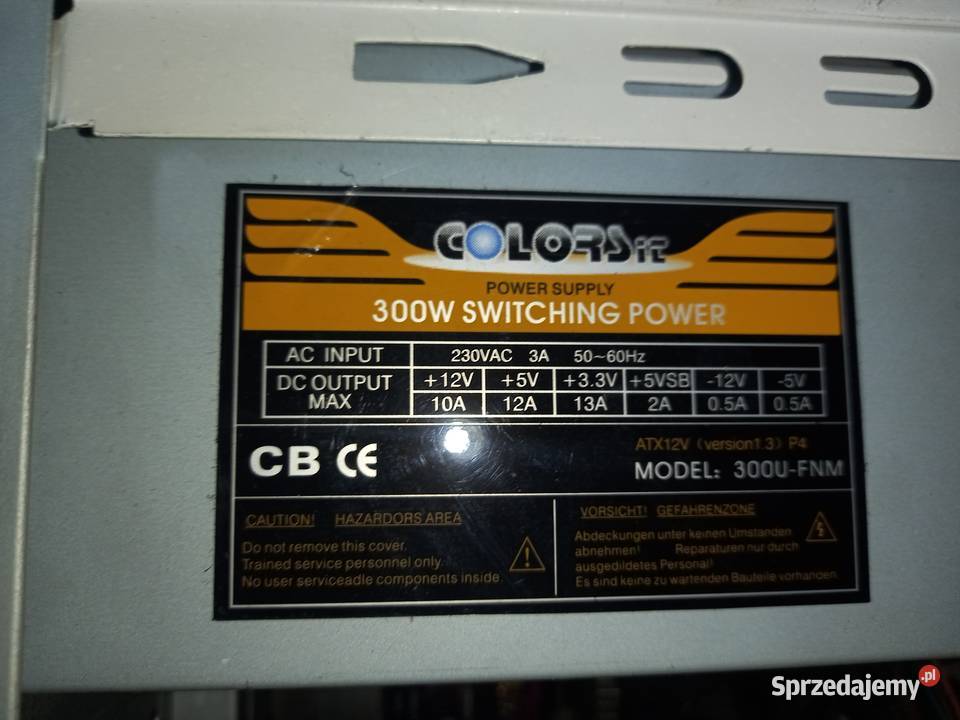 COLORSit
POWER SUPPLY
300W SWITCHING POWER
AC INPUT 230VAC 3A 50~60Hz
DC OUTPUT MAX +12V +5V +3.3V +5VSB -12V -5V
10A 12A 13A 2A 0.5A 0.5A
CB CE
ATX12V (version1.3) P4
MODEL: 300U-FNM
CAUTION! HAZARDORS AREA
Do not remove this cover.
Trained service personnel only.
No user serviceadle components inside.
VORSICHT! GEFAHRENZONE
Abdeckungen unter keinen Umstanden
abnehmen! Reparaturen nur durch
ausgedildetes Personal!
Es sind keine zu wartenden Bauteile vorhanden.
Sprzedajemy.pl